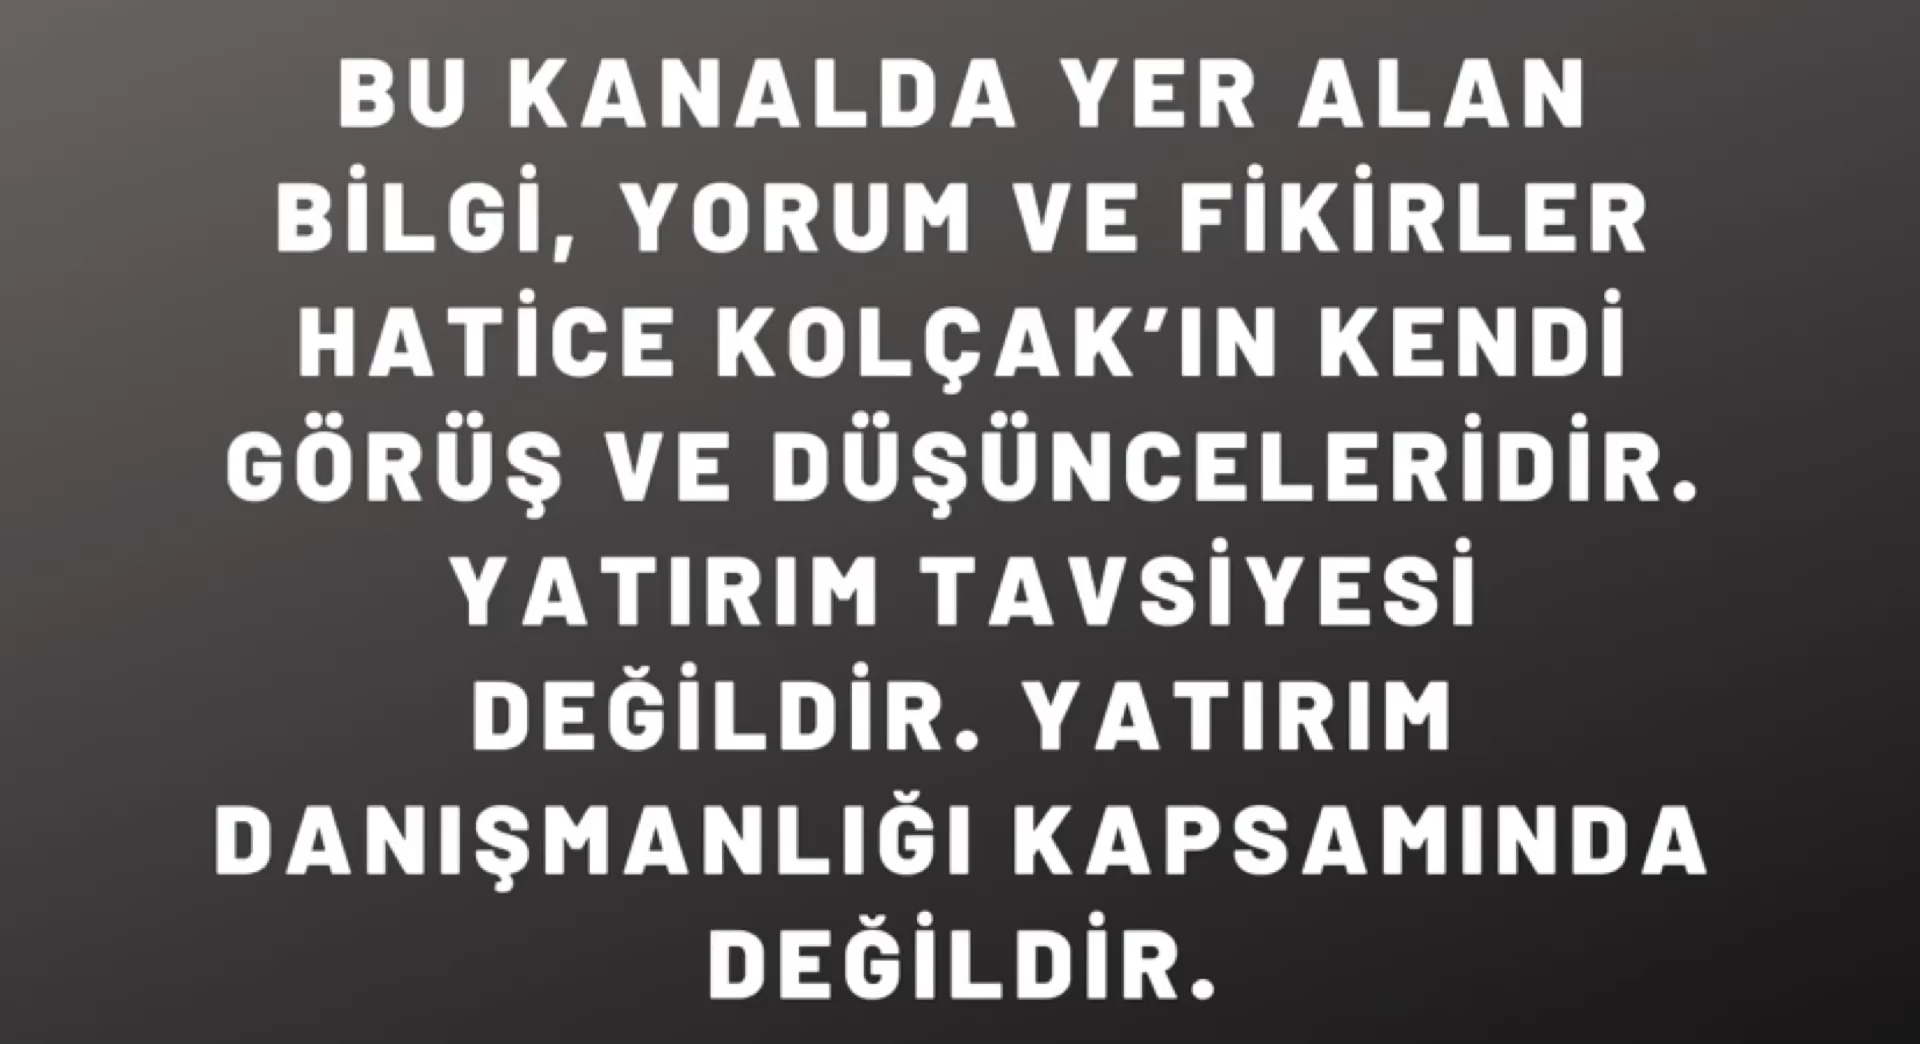 BU KANALDA YER ALAN
BİLGİ, YORUM VE FİKİRLER
HATİCE KOLÇAK’IN KENDİ
GÖRÜŞ VE DÜŞÜNCELERİDİR.
YATIRIM TAVSİYESİ
DEĞİLDİR. YATIRIM
DANIŞMANLIĞI KAPSAMINDA
DEĞİLDİR.